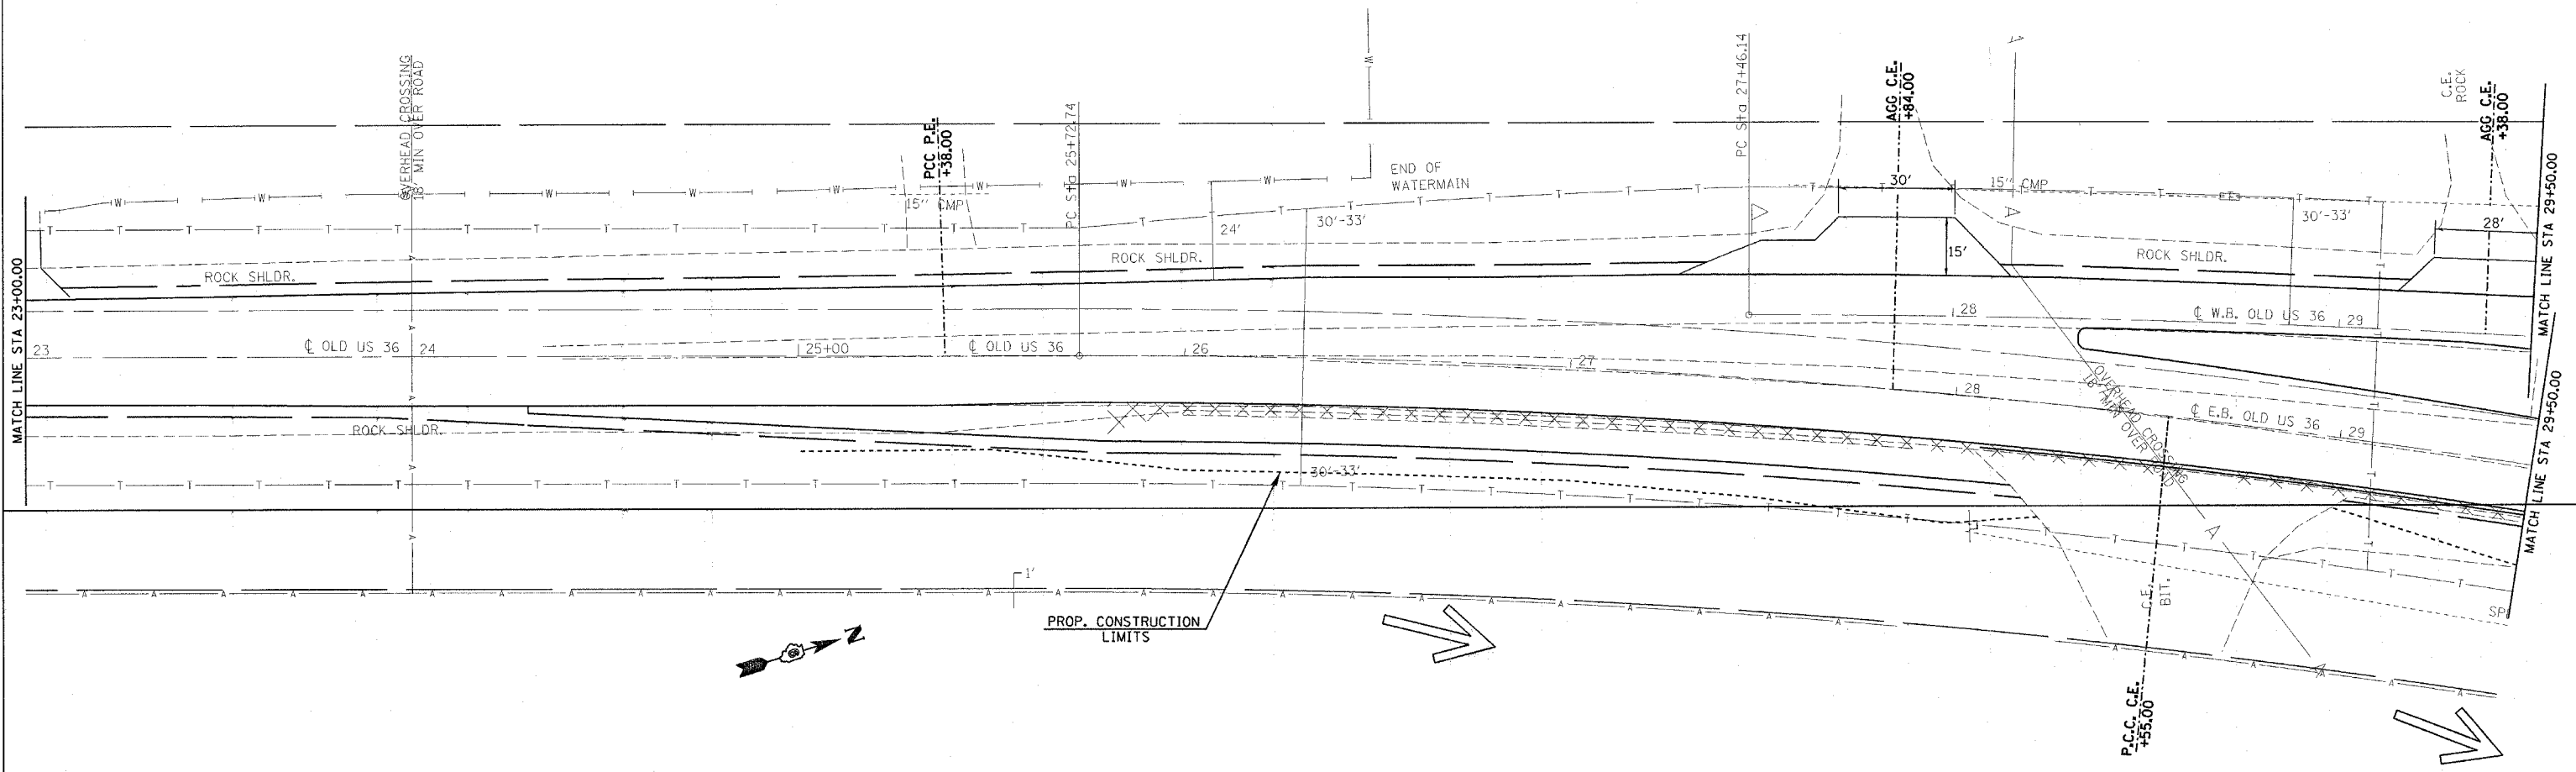 OVERHEAD CROSSING
18' MIN OVER ROAD
PCC P.E.
+38.00
PC Sta 25+72.74
W
END OF
WATERMAIN
PC Sta 27+46.14
AGG C.E.
+84.00
C.E.
ROCK
AGG C.E.
+38.00
MATCH LINE STA 29+50.00
W W W W W W W W
15'' CMP
24'
30'-33'
30'
15'' CMP
15'
30'-33'
28'
T T T T T T T T T T T T T T
ROCK SHLDR.
ROCK SHLDR.
ROCK SHLDR.
MATCH LINE STA 23+00.00
23
℄ OLD US 36
24
25+00
℄ OLD US 36
26
27
28
℄ W.B. OLD US 36
29
28
℄ E.B. OLD US 36
29
OVERHEAD CROSSING
18' MIN OVER ROAD
MATCH LINE STA 29+50.00
ROCK SHLDR.
30'-33'
T T T T T T T T T T T T T T
A A A A A A A A A A A A A A
1'
PROP. CONSTRUCTION
LIMITS
N
C.E.
BIT.
P.C.C. C.E.
+55.00